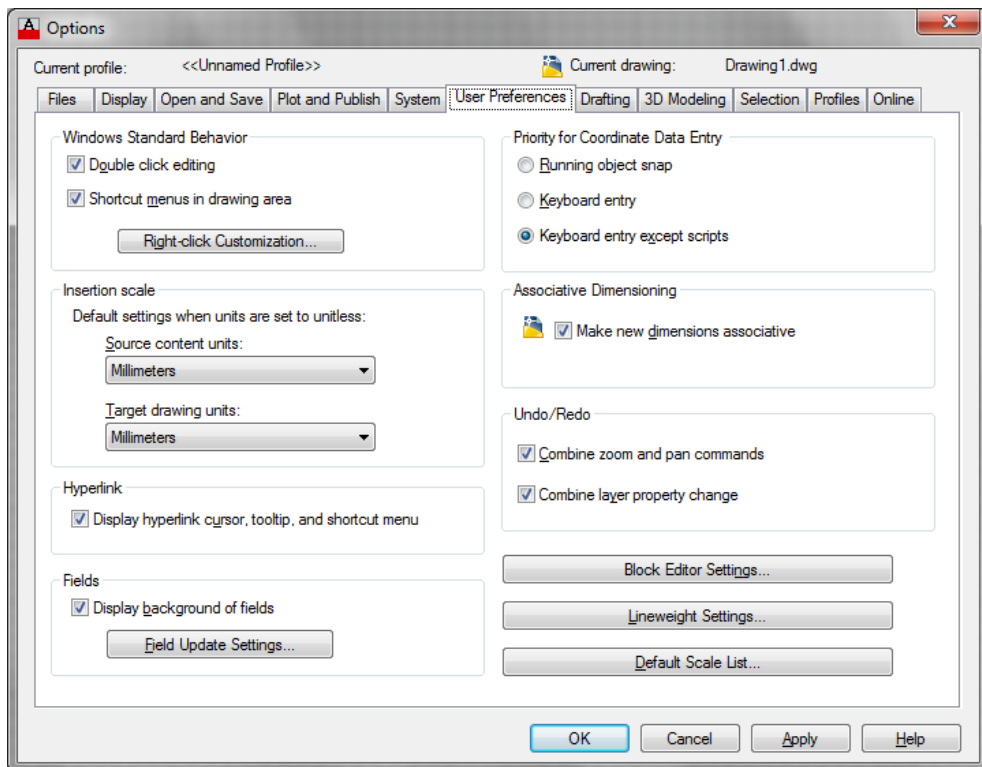 Options
Current profile: <<Unnamed Profile>> Current drawing: Drawing1.dwg
Files Display Open and Save Plot and Publish System User Preferences Drafting 3D Modeling Selection Profiles Online
Windows Standard Behavior
Double click editing
Shortcut menus in drawing area
Right-click Customization...
Insertion scale
Default settings when units are set to unitless:
Source content units:
Millimeters
Target drawing units:
Millimeters
Hyperlink
Display hyperlink cursor, tooltip, and shortcut menu
Fields
Display background of fields
Field Update Settings...
Priority for Coordinate Data Entry
Running object snap
Keyboard entry
Keyboard entry except scripts
Associative Dimensioning
Make new dimensions associative
Undo/Redo
Combine zoom and pan commands
Combine layer property change
Block Editor Settings...
Lineweight Settings...
Default Scale List...
OK Cancel Apply Help